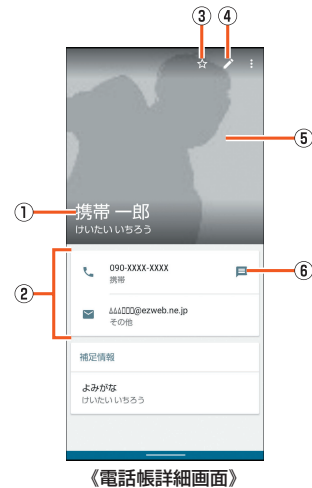 ③ ④
⑤
① 携帯 一郎
けいたい いちろう
②
090-XXXX-XXXX ⑥
携帯
△△△□□□@ezweb.ne.jp
その他
補足情報
よみがな
けいたい いちろう
《電話帳詳細画面》